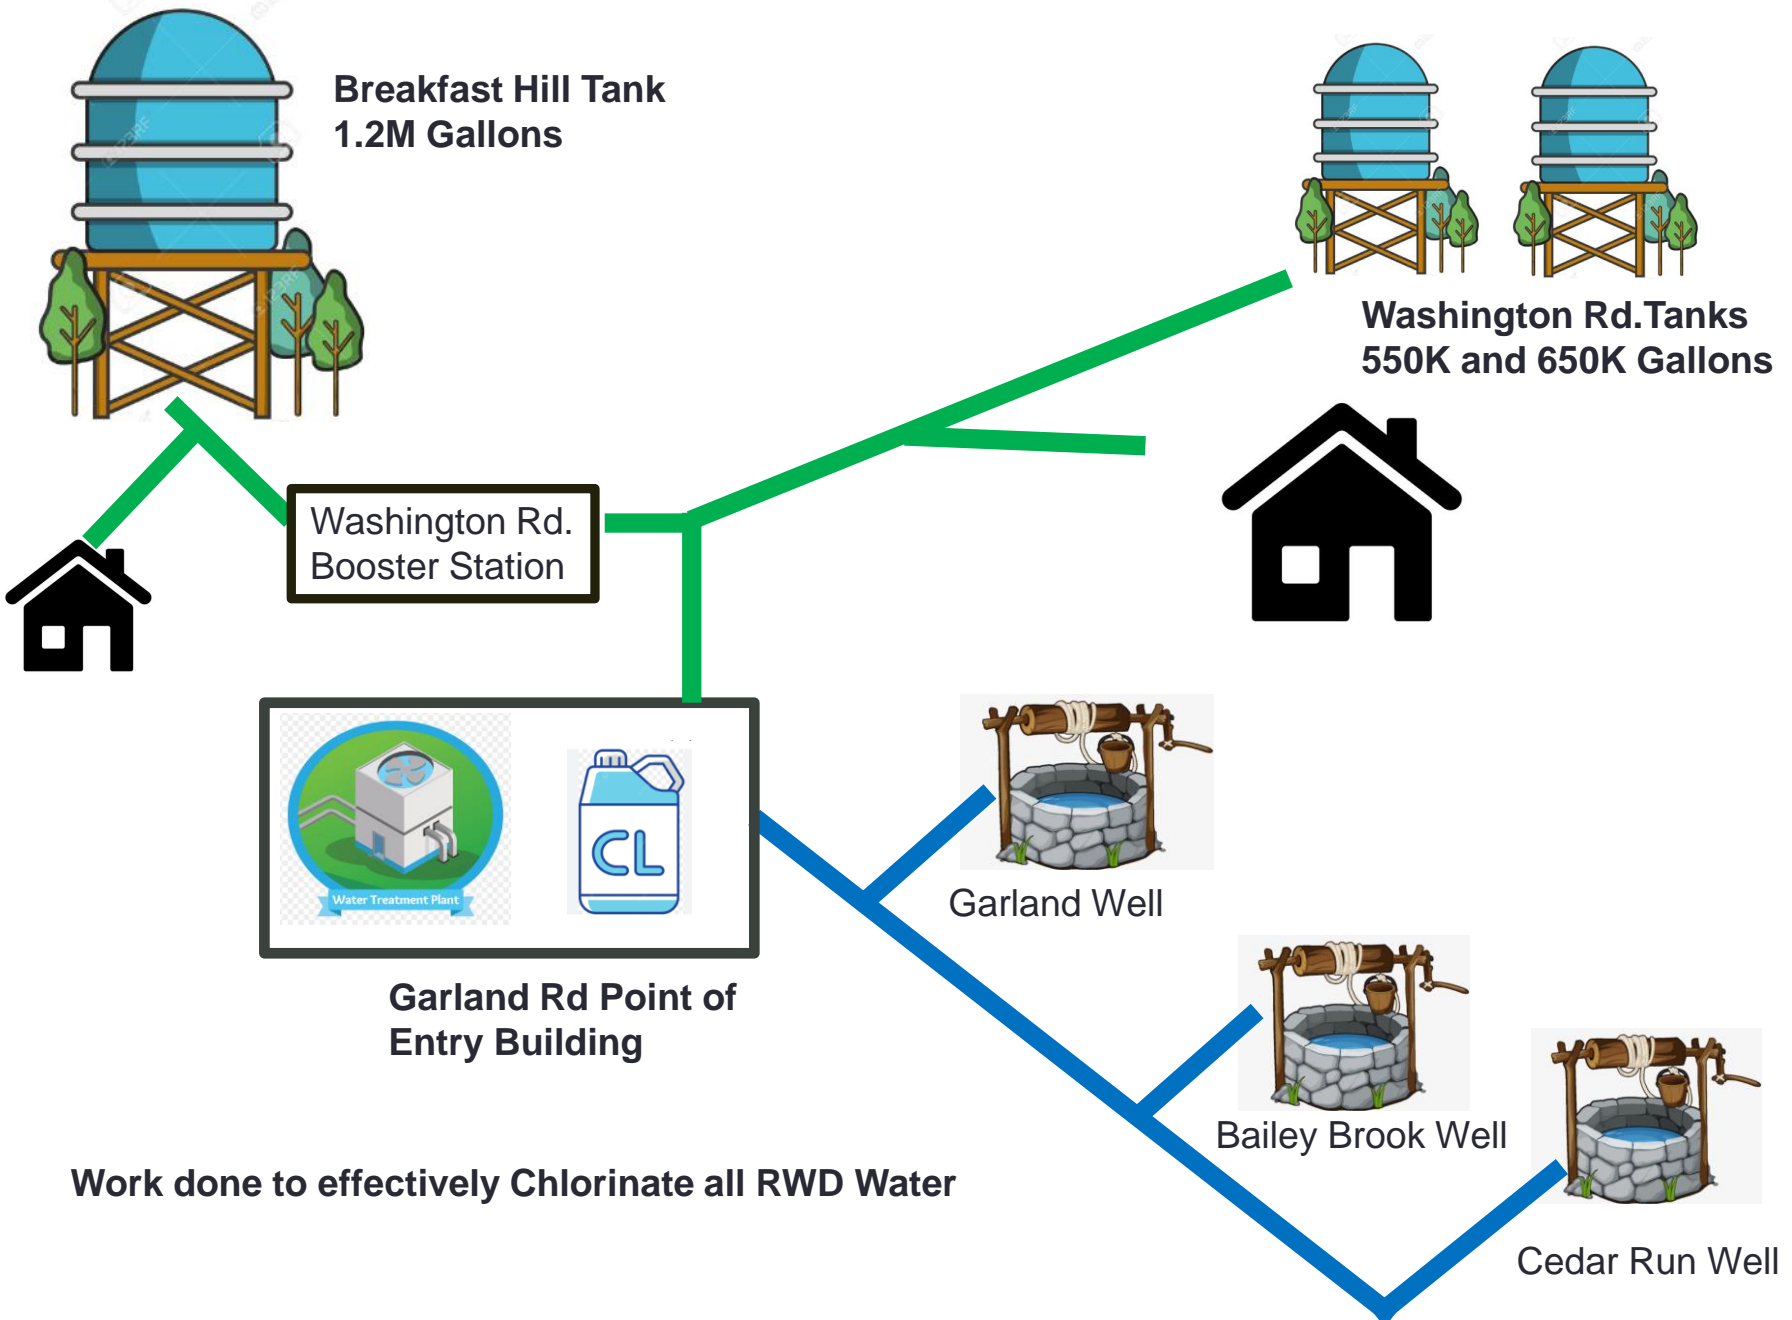 Breakfast Hill Tank
1.2M Gallons
Washington Rd.Tanks
550K and 650K Gallons
Washington Rd.
Booster Station
Water Treatment Plant
CL
Garland Well
Garland Rd Point of
Entry Building
Bailey Brook Well
Work done to effectively Chlorinate all RWD Water
Cedar Run Well